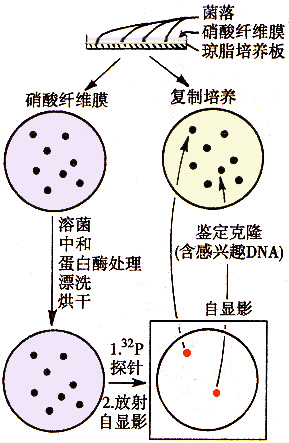 菌落
硝酸纤维膜
琼脂培养板
硝酸纤维膜
复制培养
溶菌
中和
蛋白酶处理
漂洗
烘干
鉴定克隆
(含感兴趣DNA)
自显影
1.³²P
探针
2.放射
自显影